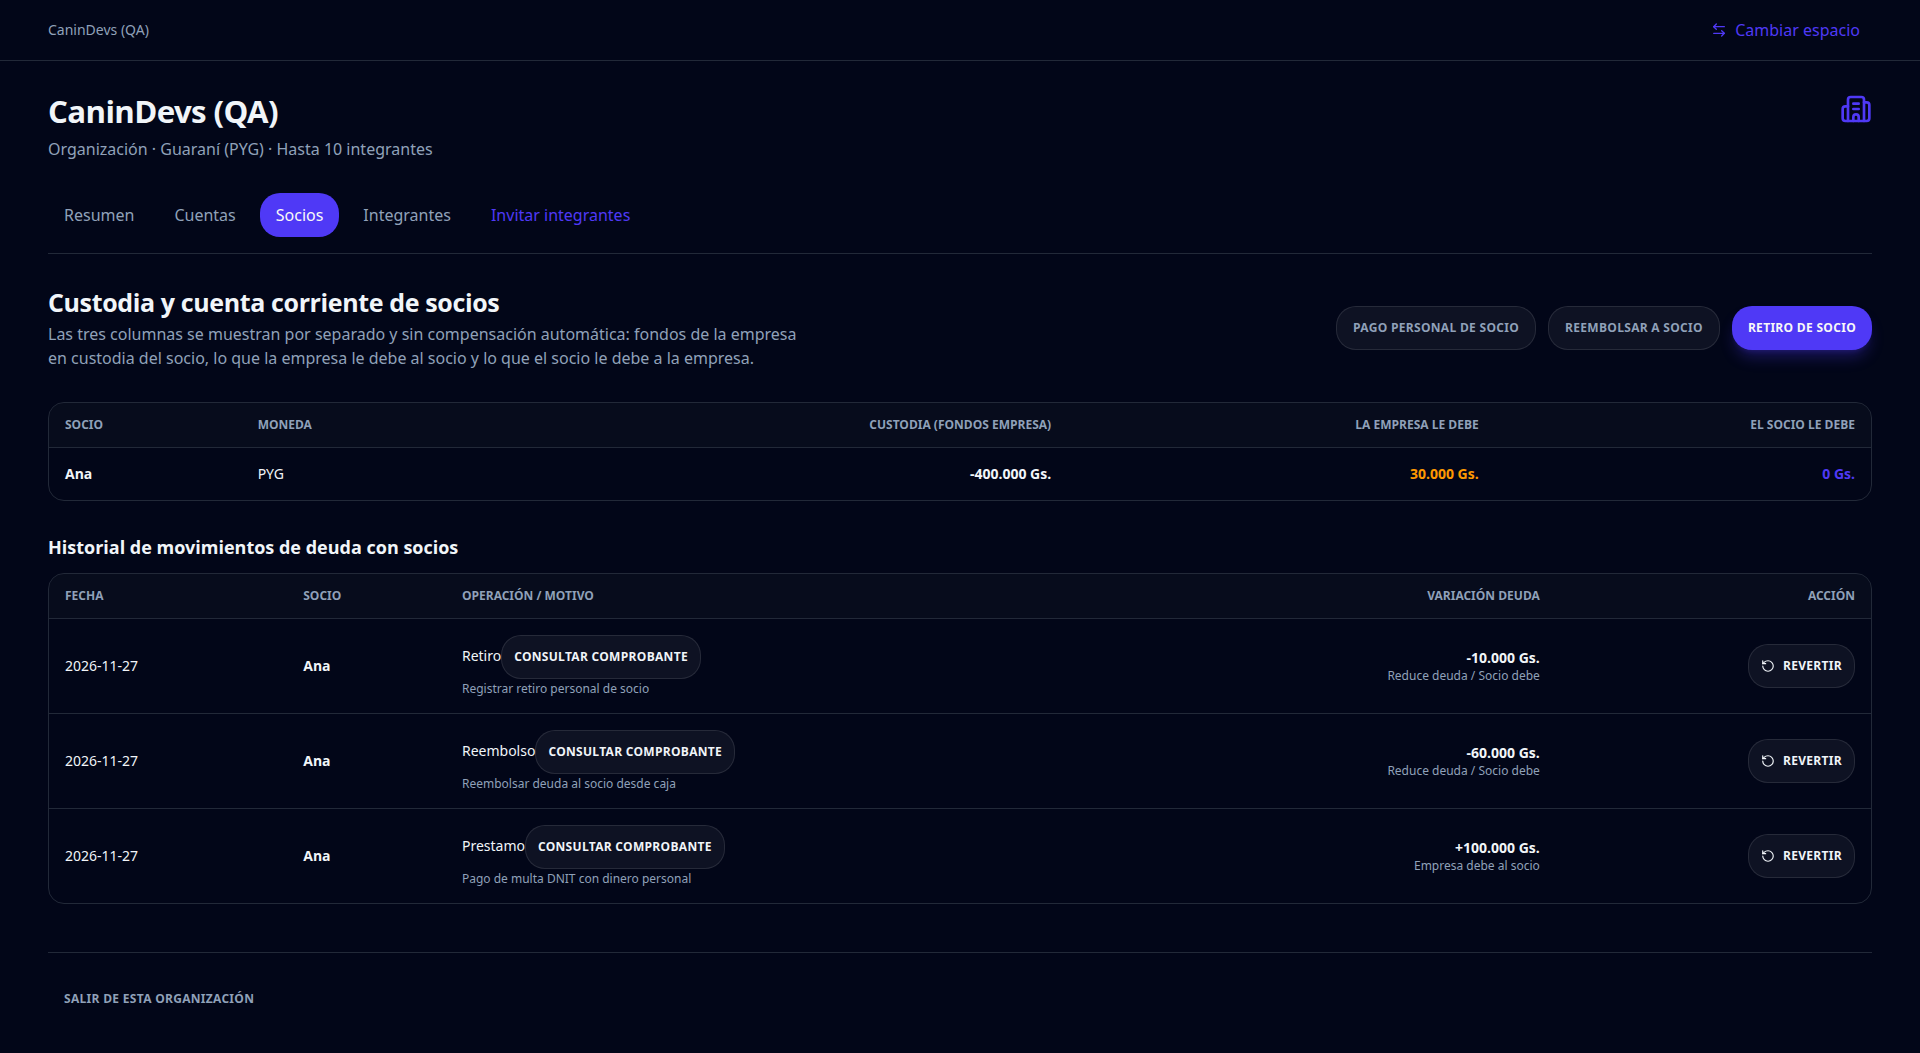 CaninDevs (QA)
Cambiar espacio
CaninDevs (QA)
Organización · Guaraní (PYG) · Hasta 10 integrantes
Resumen
Cuentas
Socios
Integrantes
Invitar integrantes
Custodia y cuenta corriente de socios
Las tres columnas se muestran por separado y sin compensación automática: fondos de la empresa
en custodia del socio, lo que la empresa le debe al socio y lo que el socio le debe a la empresa.
PAGO PERSONAL DE SOCIO
REEMBOLSAR A SOCIO
RETIRO DE SOCIO
SOCIO MONEDA CUSTODIA (FONDOS EMPRESA) LA EMPRESA LE DEBE EL SOCIO LE DEBE
Ana PYG -400.000 Gs. 30.000 Gs. 0 Gs.
Historial de movimientos de deuda con socios
FECHA SOCIO OPERACIÓN / MOTIVO VARIACIÓN DEUDA ACCIÓN
2026-11-27 Ana Retiro CONSULTAR COMPROBANTE -10.000 Gs. REVERTIR
Registrar retiro personal de socio Reduce deuda / Socio debe
2026-11-27 Ana Reembolso CONSULTAR COMPROBANTE -60.000 Gs. REVERTIR
Reembolsar deuda al socio desde caja Reduce deuda / Socio debe
2026-11-27 Ana Prestamo CONSULTAR COMPROBANTE +100.000 Gs. REVERTIR
Pago de multa DNIT con dinero personal Empresa debe al socio
SALIR DE ESTA ORGANIZACIÓN